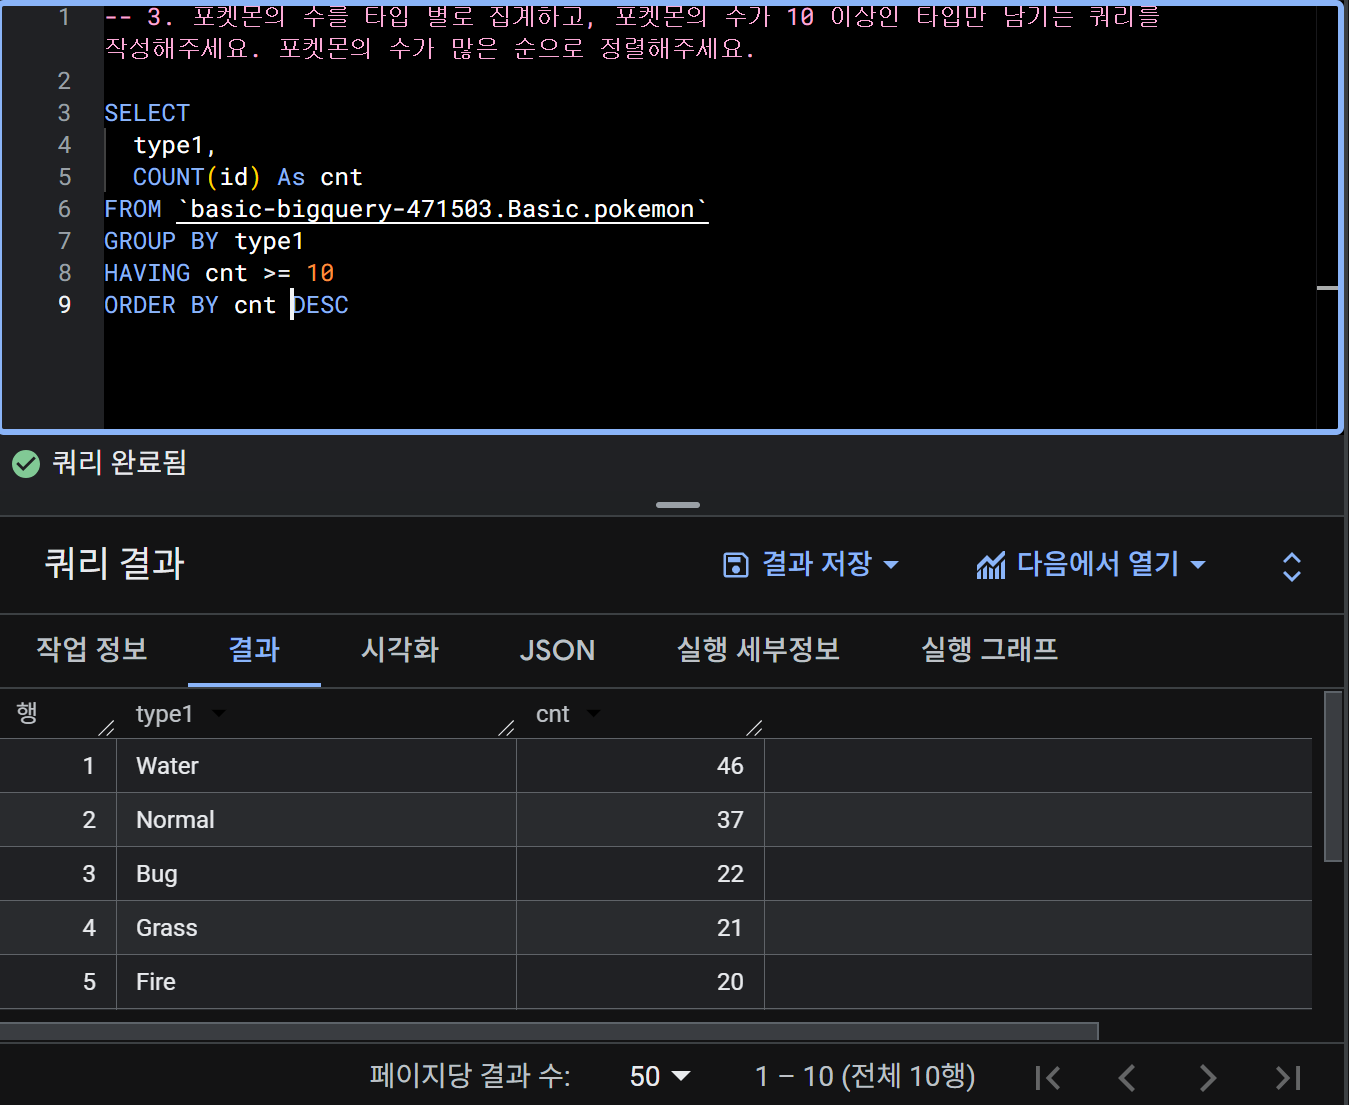 1 -- 3. 포켓몬의 수를 타입 별로 집계하고, 포켓몬의 수가 10 이상인 타입만 남기는 쿼리를
작성해주세요. 포켓몬의 수가 많은 순으로 정렬해주세요.
2
3 SELECT
4 type1,
5 COUNT(id) As cnt
6 FROM `basic-bigquery-471503.Basic.pokemon`
7 GROUP BY type1
8 HAVING cnt >= 10
9 ORDER BY cnt DESC
쿼리 완료됨
쿼리 결과 결과 저장 다음에서 열기
작업 정보 결과 시각화 JSON 실행 세부정보 실행 그래프
행 type1 cnt
1 Water 46
2 Normal 37
3 Bug 22
4 Grass 21
5 Fire 20
페이지당 결과 수: 50 1 – 10 (전체 10행)